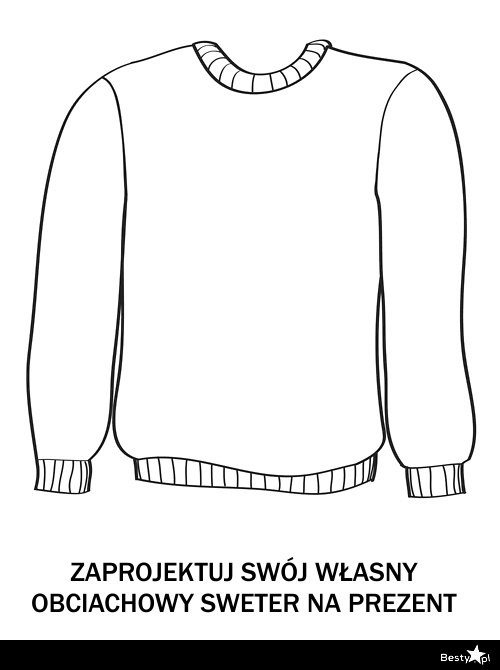 ZAPROJEKTUJ SWÓJ WŁASNY
OBCIACHOWY SWETER NA PREZENT
Besty.pl